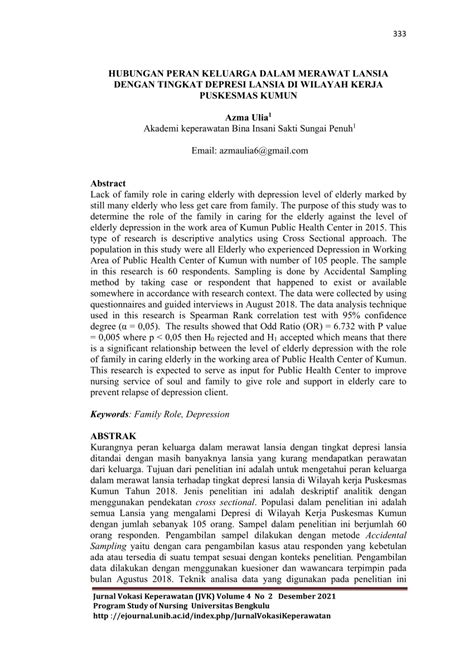 333
HUBUNGAN PERAN KELUARGA DALAM MERAWAT LANSIA
DENGAN TINGKAT DEPRESI LANSIA DI WILAYAH KERJA
PUSKESMAS KUMUN
Azma Ulia1
Akademi keperawatan Bina Insani Sakti Sungai Penuh1
Email: azmaulia6@gmail.com
Abstract
Lack of family role in caring elderly with depression level of elderly marked by
still many elderly who less get care from family. The purpose of this study was to
determine the role of the family in caring for the elderly against the level of
elderly depression in the work area of Kumun Public Health Center in 2015. This
type of research is descriptive analytics using Cross Sectional approach. The
population in this study were all Elderly who experienced Depression in Working
Area of Public Health Center of Kumun with number of 105 people. The sample
in this research is 60 respondents. Sampling is done by Accidental Sampling
method by taking case or respondent that happened to exist or available
somewhere in accordance with research context. The data were collected by using
questionnaires and guided interviews in August 2018. The data analysis technique
used in this research is Spearman Rank correlation test with 95% confidence
degree (α = 0,05). The results showed that Odd Ratio (OR) = 6.732 with P value
= 0,005 where p < 0,05 then H0 rejected and H1 accepted which means that there
is a significant relationship between the level of elderly depression with the role
of family in caring elderly in the working area of Public Health Center of Kumun.
This research is expected to serve as input for Public Health Center to improve
nursing service of soul and family to give role and support in elderly care to
prevent relapse of depression client.
Keywords: Family Role, Depression
ABSTRAK
Kurangnya peran keluarga dalam merawat lansia dengan tingkat depresi lansia
ditandai dengan masih banyaknya lansia yang kurang mendapatkan perawatan
dari keluarga. Tujuan dari penelitian ini adalah untuk mengetahui peran keluarga
dalam merawat lansia terhadap tingkat depresi lansia di Wilayah kerja Puskesmas
Kumun Tahun 2018. Jenis penelitian ini adalah deskriptif analitik dengan
menggunakan pendekatan cross sectional. Populasi dalam penelitian ini adalah
semua Lansia yang mengalami Depresi di Wilayah Kerja Puskesmas Kumun
dengan jumlah sebanyak 105 orang. Sampel dalam penelitian ini berjumlah 60
orang responden. Pengambilan sampel dilakukan dengan metode Accidental
Sampling yaitu dengan cara pengambilan kasus atau responden yang kebetulan
ada atau tersedia di suatu tempat sesuai dengan konteks penelitian. Pengambilan
data dilakukan dengan menggunakan kuesioner dan wawancara terpimpin pada
bulan Agustus 2018. Teknik analisa data yang digunakan pada penelitian ini
Jurnal Vokasi Keperawatan (JVK) Volume 4 No 2 Desember 2021
Program Study of Nursing Universitas Bengkulu
http :/ejournal.unib.ac.id/index.php/JurnalVokasiKeperawatan